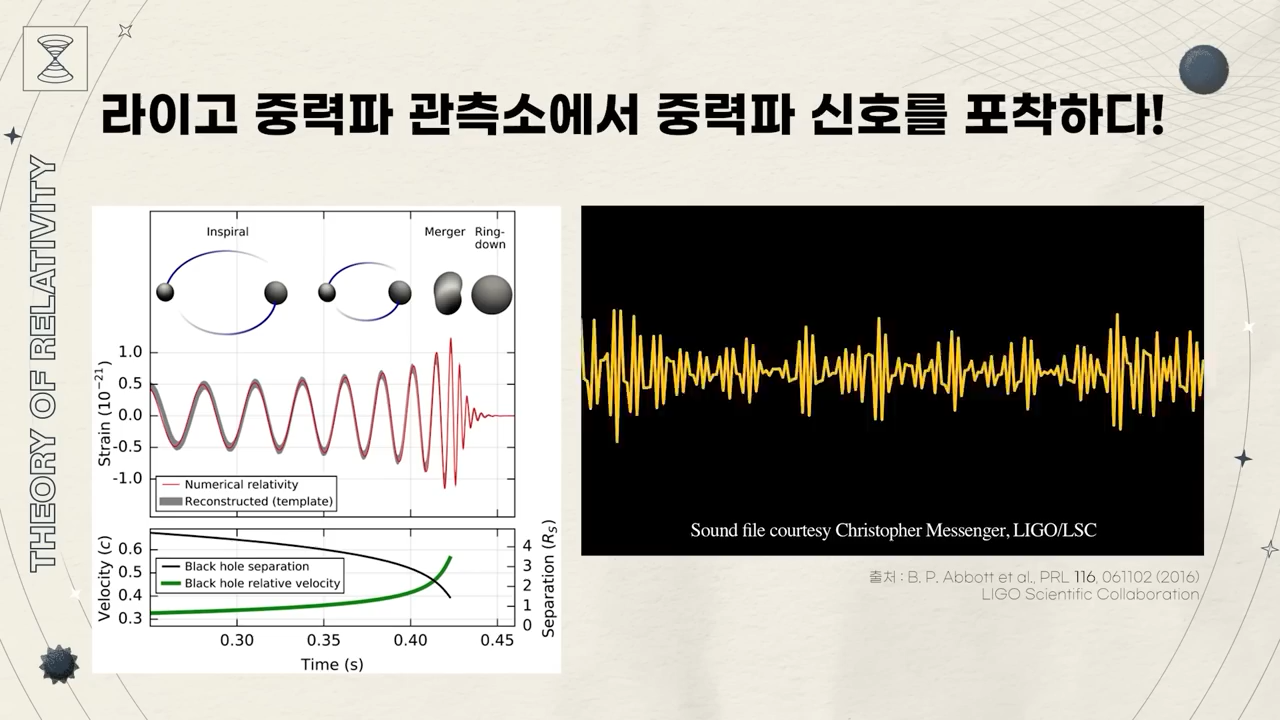 라이고 중력파 관측소에서 중력파 신호를 포착하다!
THEORY OF RELATIVITY
Inspiral
Merger
Ring-
down
Strain (10⁻²¹)
1.0
0.5
0.0
-0.5
-1.0
Numerical relativity
Reconstructed (template)
Velocity (c)
0.6
0.5
0.4
0.3
Black hole separation
Black hole relative velocity
4
3
2
1
0
Separation (R_S)
0.30 0.35 0.40 0.45
Time (s)
Sound file courtesy Christopher Messenger, LIGO/LSC
출처 : B. P. Abbott et al., PRL 116, 061102 (2016)
LIGO Scientific Collaboration